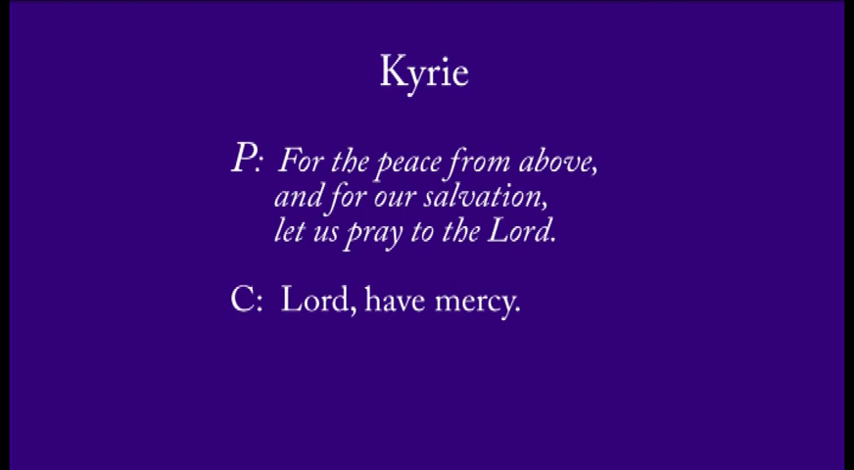 Kyrie
P: For the peace from above,
and for our salvation,
let us pray to the Lord.
C: Lord, have mercy.